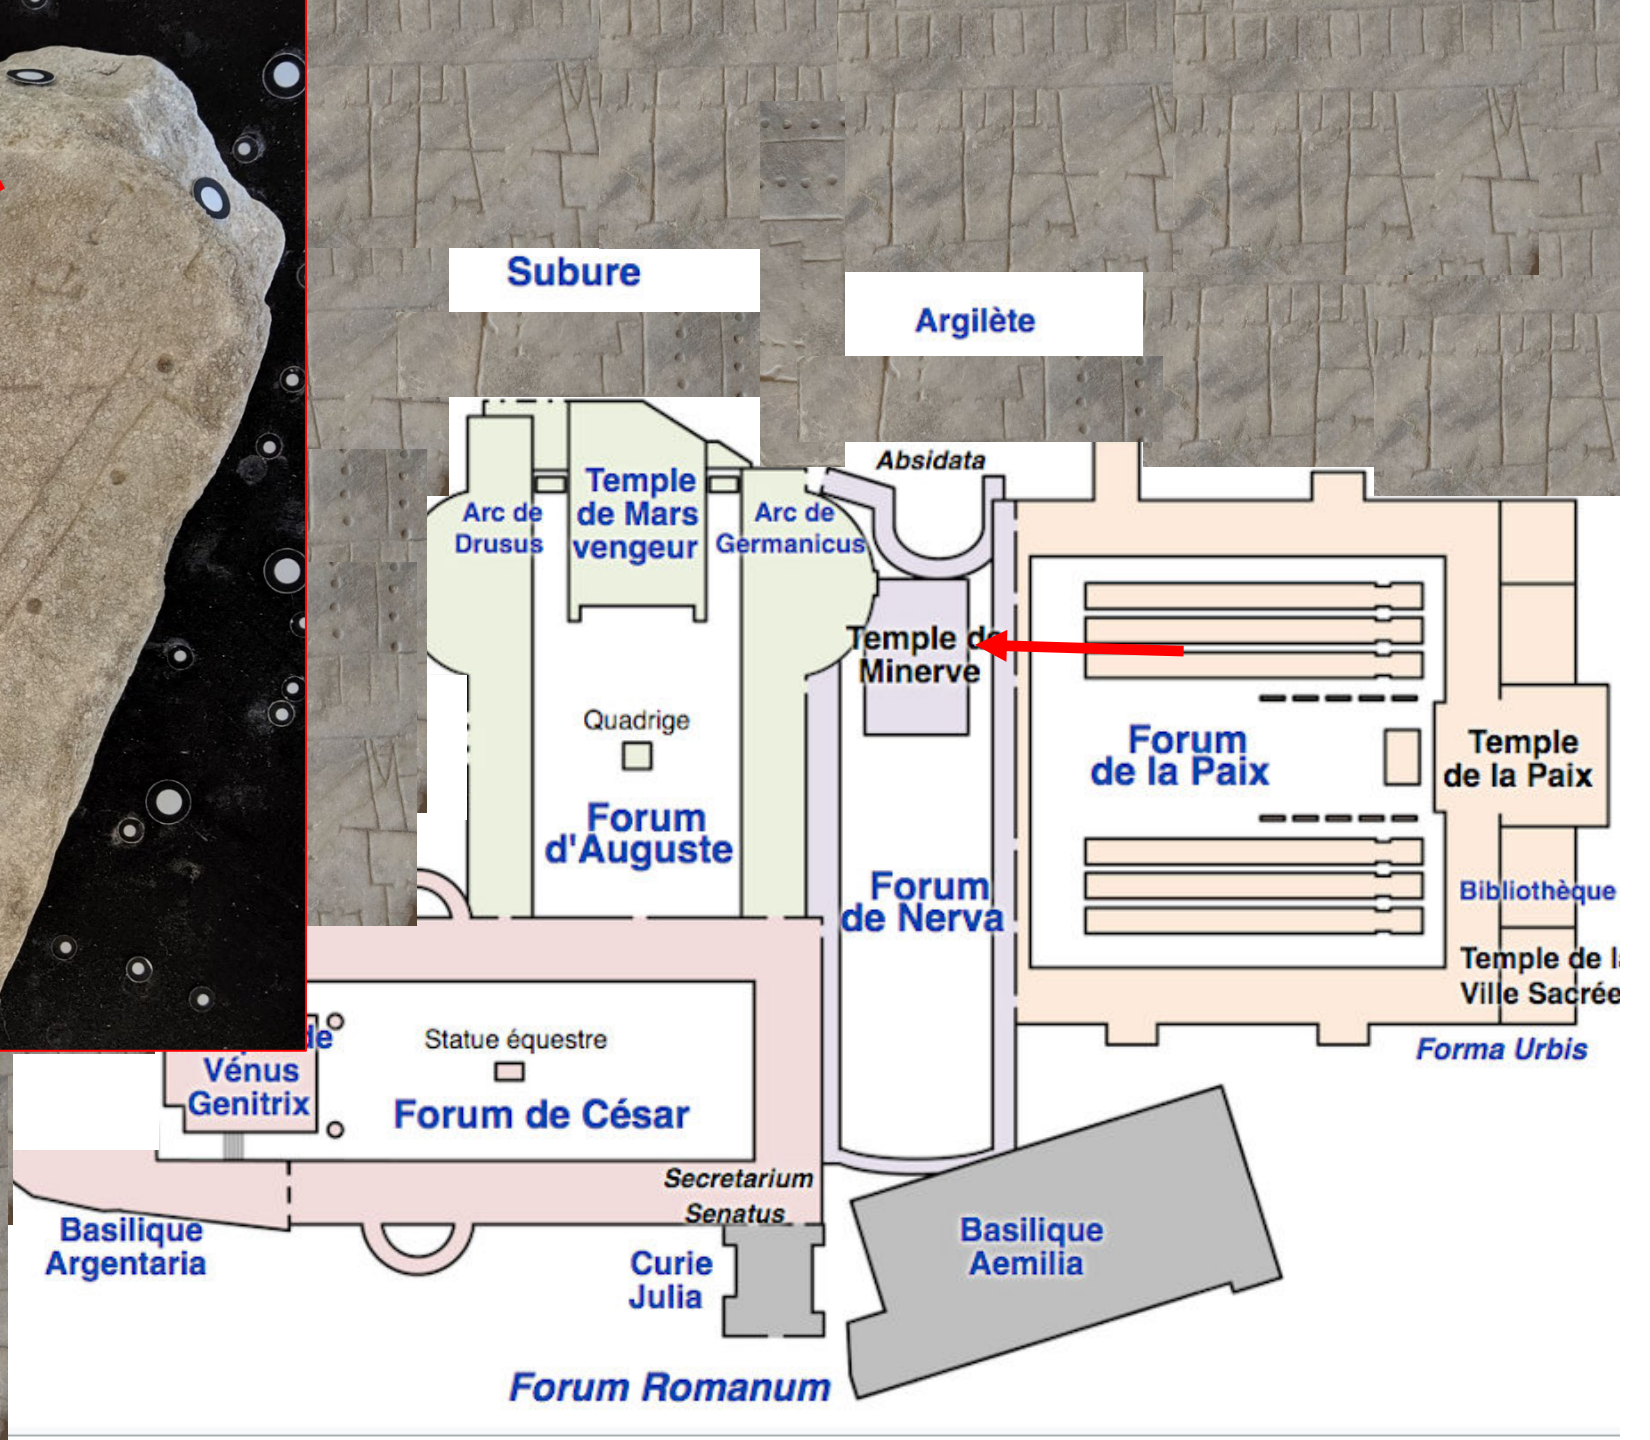 Subure
Argilète
Absidata
Temple
de Mars
vengeur
Arc de
Drusus
Arc de
Germanicus
Temple de
Minerve
Quadrige
Forum
d'Auguste
Forum
de la Paix
Temple
de la Paix
Forum
de Nerva
Bibliothèque
Temple de l
Ville Sacrée
Forma Urbis
de
Vénus
Genitrix
Statue équestre
Forum de César
Secretarium
Senatus
Basilique
Argentaria
Curie
Julia
Basilique
Aemilia
Forum Romanum